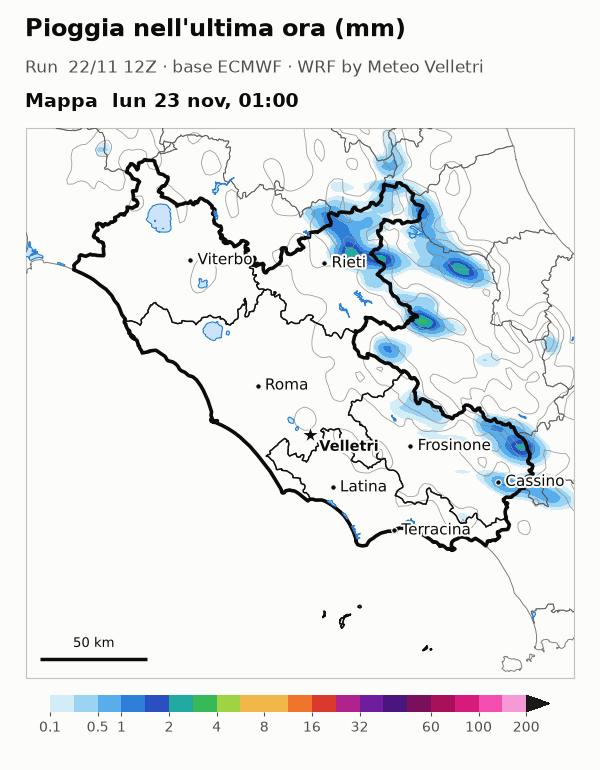 Pioggia nell'ultima ora (mm)
Run 22/11 12Z · base ECMWF · WRF by Meteo Velletri
Mappa lun 23 nov, 01:00
Viterbo
Rieti
Roma
Velletri
Frosinone
Latina
Cassino
Terracina
50 km
0.1 0.5 1 2 4 8 16 32 60 100 200